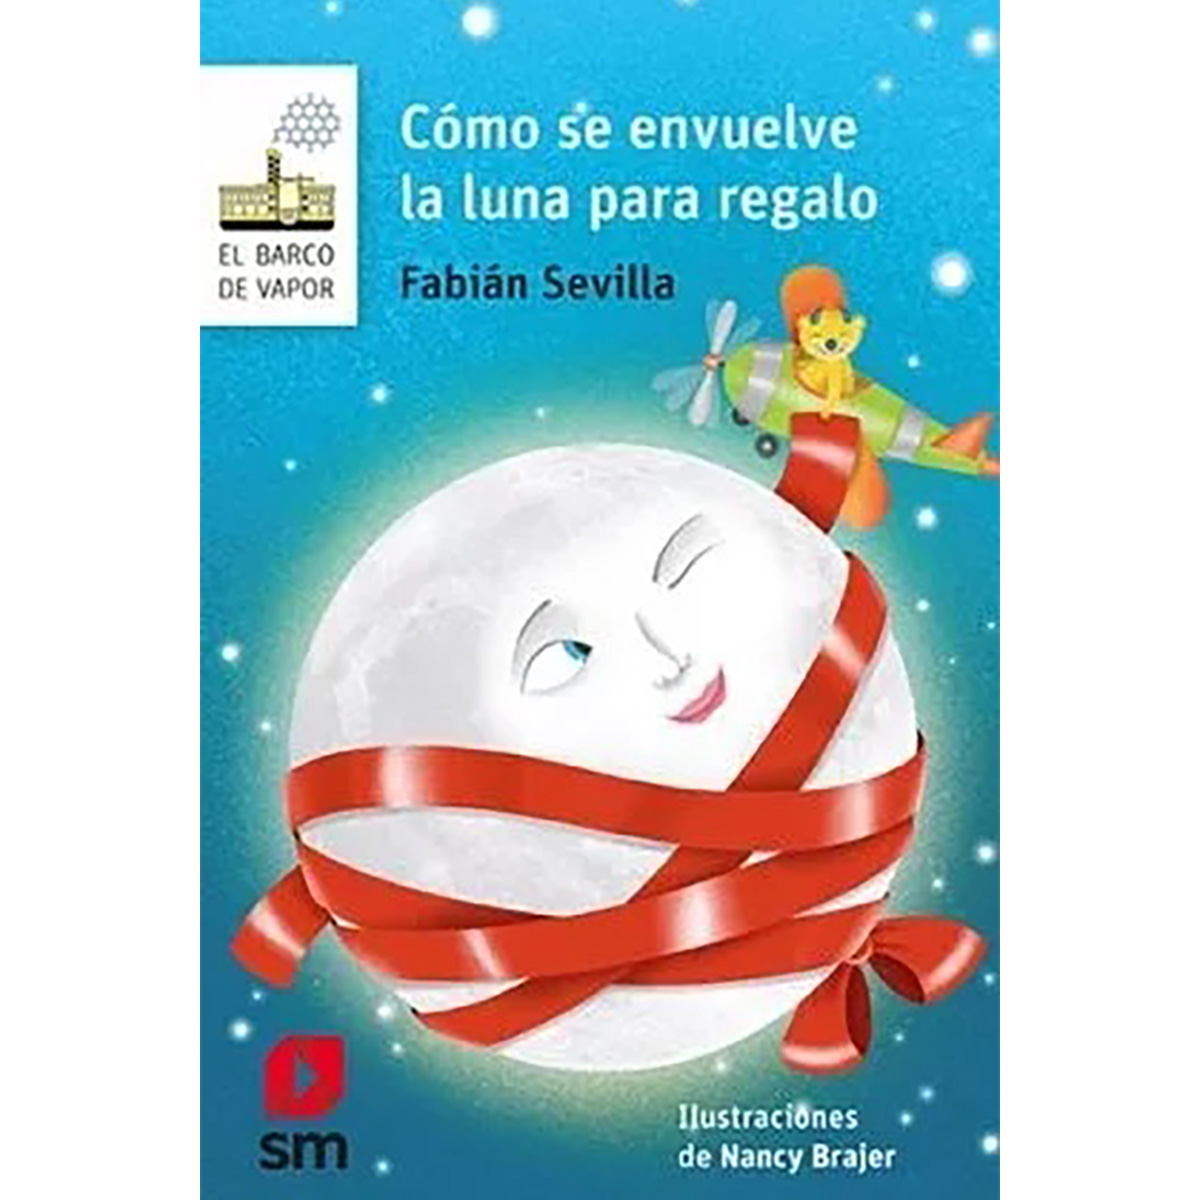 Cómo se envuelve
la luna para regalo
Fabián Sevilla
EL BARCO
DE VAPOR
sm
Ilustraciones
de Nancy Brajer